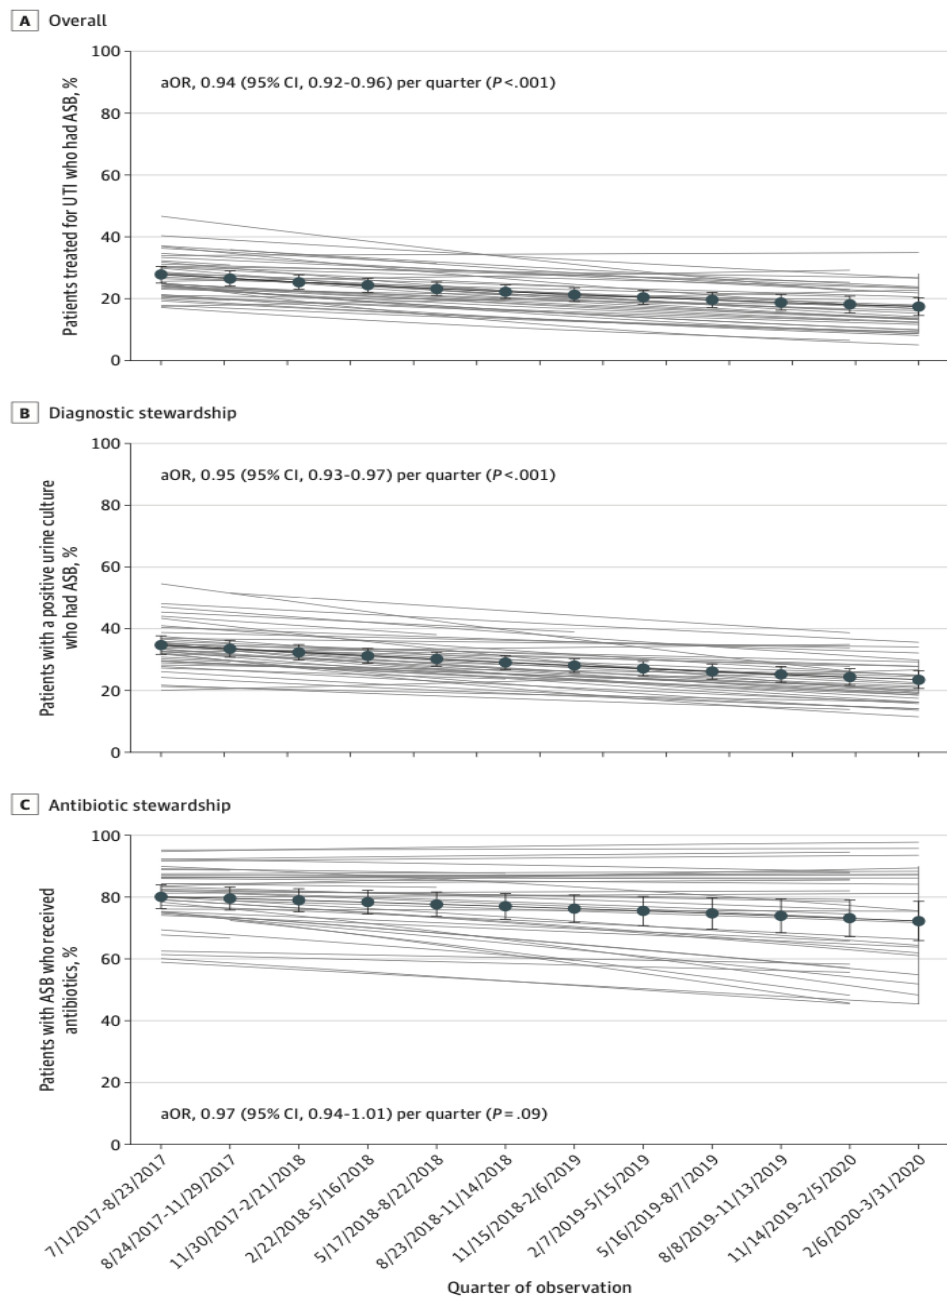 A Overall
100
80
60
40
20
0
Patients treated for UTI who had ASB, %
aOR, 0.94 (95% CI, 0.92-0.96) per quarter (P<.001)
B Diagnostic stewardship
100
80
60
40
20
0
Patients with a positive urine culture
who had ASB, %
aOR, 0.95 (95% CI, 0.93-0.97) per quarter (P<.001)
C Antibiotic stewardship
100
80
60
40
20
0
Patients with ASB who received
antibiotics, %
aOR, 0.97 (95% CI, 0.94-1.01) per quarter (P=.09)
7/1/2017-8/23/2017
8/24/2017-11/29/2017
11/30/2017-2/21/2018
2/22/2018-5/16/2018
5/17/2018-8/22/2018
8/23/2018-11/14/2018
11/15/2018-2/6/2019
2/7/2019-5/15/2019
5/16/2019-8/7/2019
8/8/2019-11/13/2019
11/14/2019-2/5/2020
2/6/2020-3/31/2020
Quarter of observation